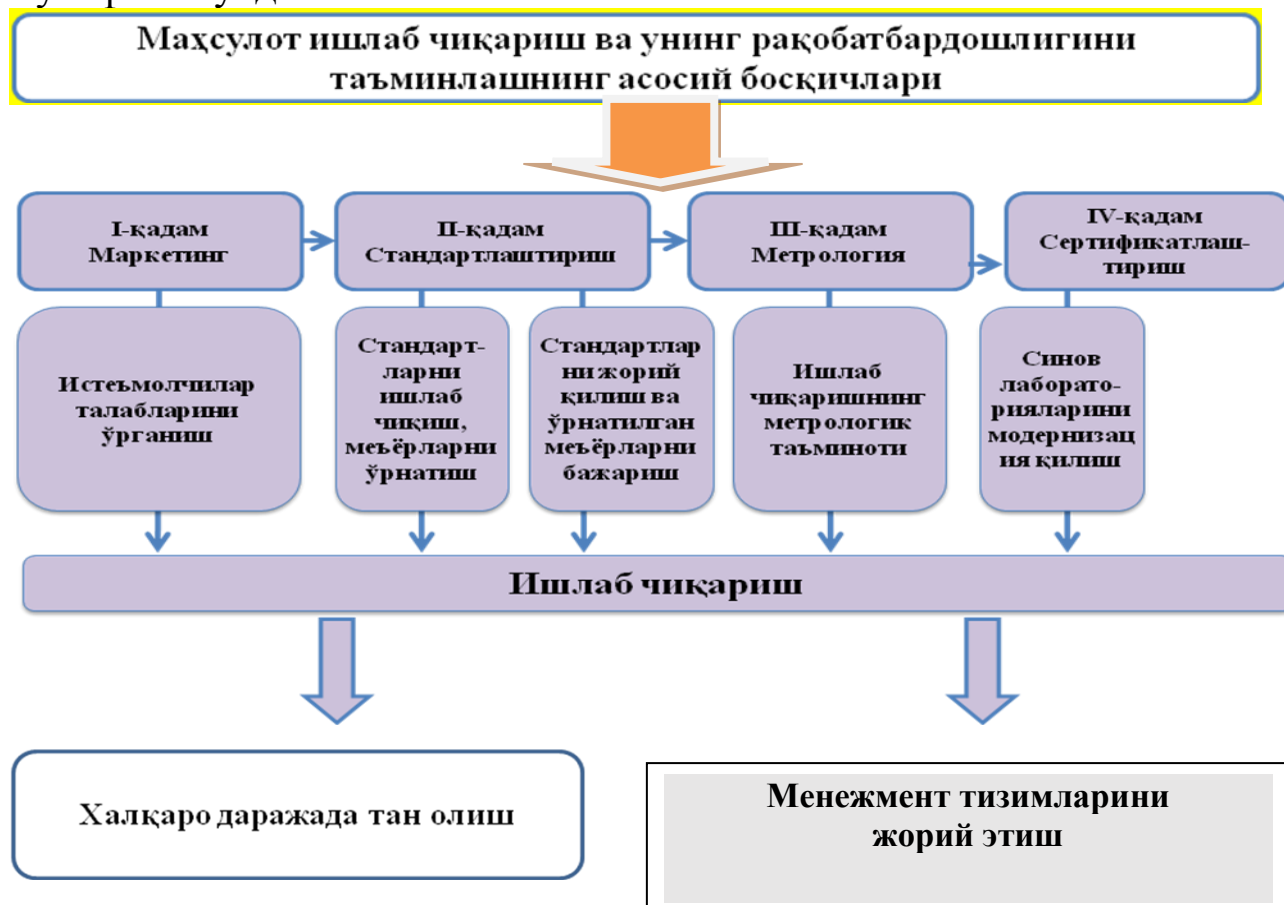 Маҳсулот ишлаб чиқариш ва унинг рақобатбардошлигини
таъминлашнинг асосий босқичлари
I-қадам
Маркетинг
II-қадам
Стандартлаштириш
III-қадам
Метрология
IV-қадам
Сертификатлаш-
тириш
Истеъмолчилар
талабларини
ўрганиш
Стандарт-
ларни
ишлаб
чиқиш,
меъёрларни
ўрнатиш
Стандартлар
ни жорий
қилиш ва
ўрнатилган
меъёрларни
бажариш
Ишлаб
чиқаришнинг
метрологик
таъминоти
Синов
лаборато-
рияларини
модернизац
ия қилиш
Ишлаб чиқариш
Халқаро даражада тан олиш
Менежмент тизимларини
жорий этиш